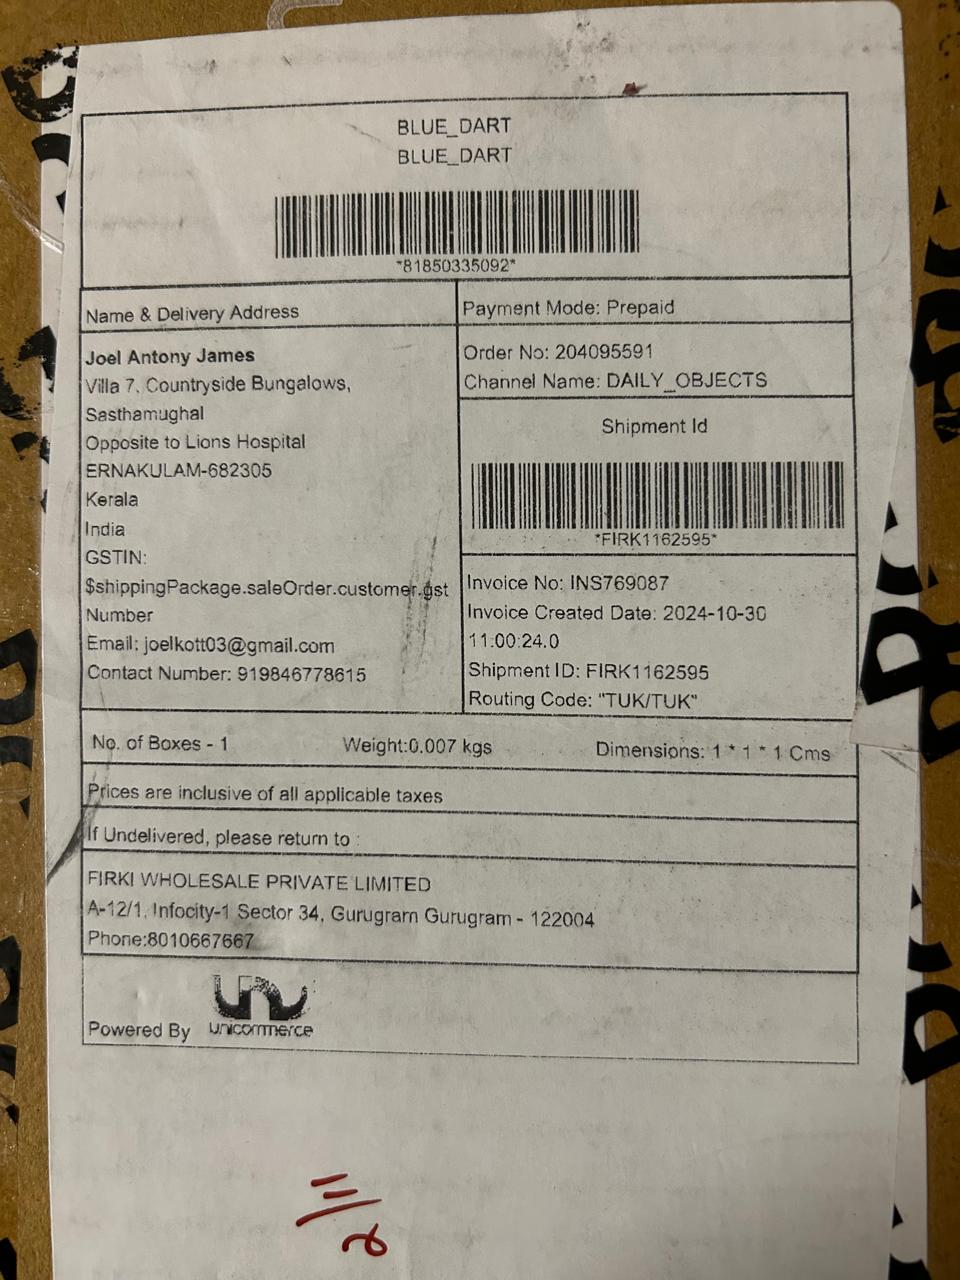 BLUE_DART
BLUE_DART
*81850335092*
Name & Delivery Address
Payment Mode: Prepaid
Joel Antony James
Villa 7, Countryside Bungalows,
Sasthamughal
Opposite to Lions Hospital
ERNAKULAM-682305
Kerala
India
GSTIN:
$shippingPackage.saleOrder.customer.gst
Number
Email: joelkott03@gmail.com
Contact Number: 919846778615
Order No: 204095591
Channel Name: DAILY_OBJECTS
Shipment Id
*FIRK1162595*
Invoice No: INS769087
Invoice Created Date: 2024-10-30
11:00:24.0
Shipment ID: FIRK1162595
Routing Code: "TUK/TUK"
No. of Boxes - 1 Weight:0.007 kgs Dimensions: 1 * 1 * 1 Cms
Prices are inclusive of all applicable taxes
If Undelivered, please return to :
FIRKI WHOLESALE PRIVATE LIMITED
A-12/1, Infocity-1 Sector 34, Gurugram Gurugram - 122004
Phone:8010667667
Powered By unicommerce